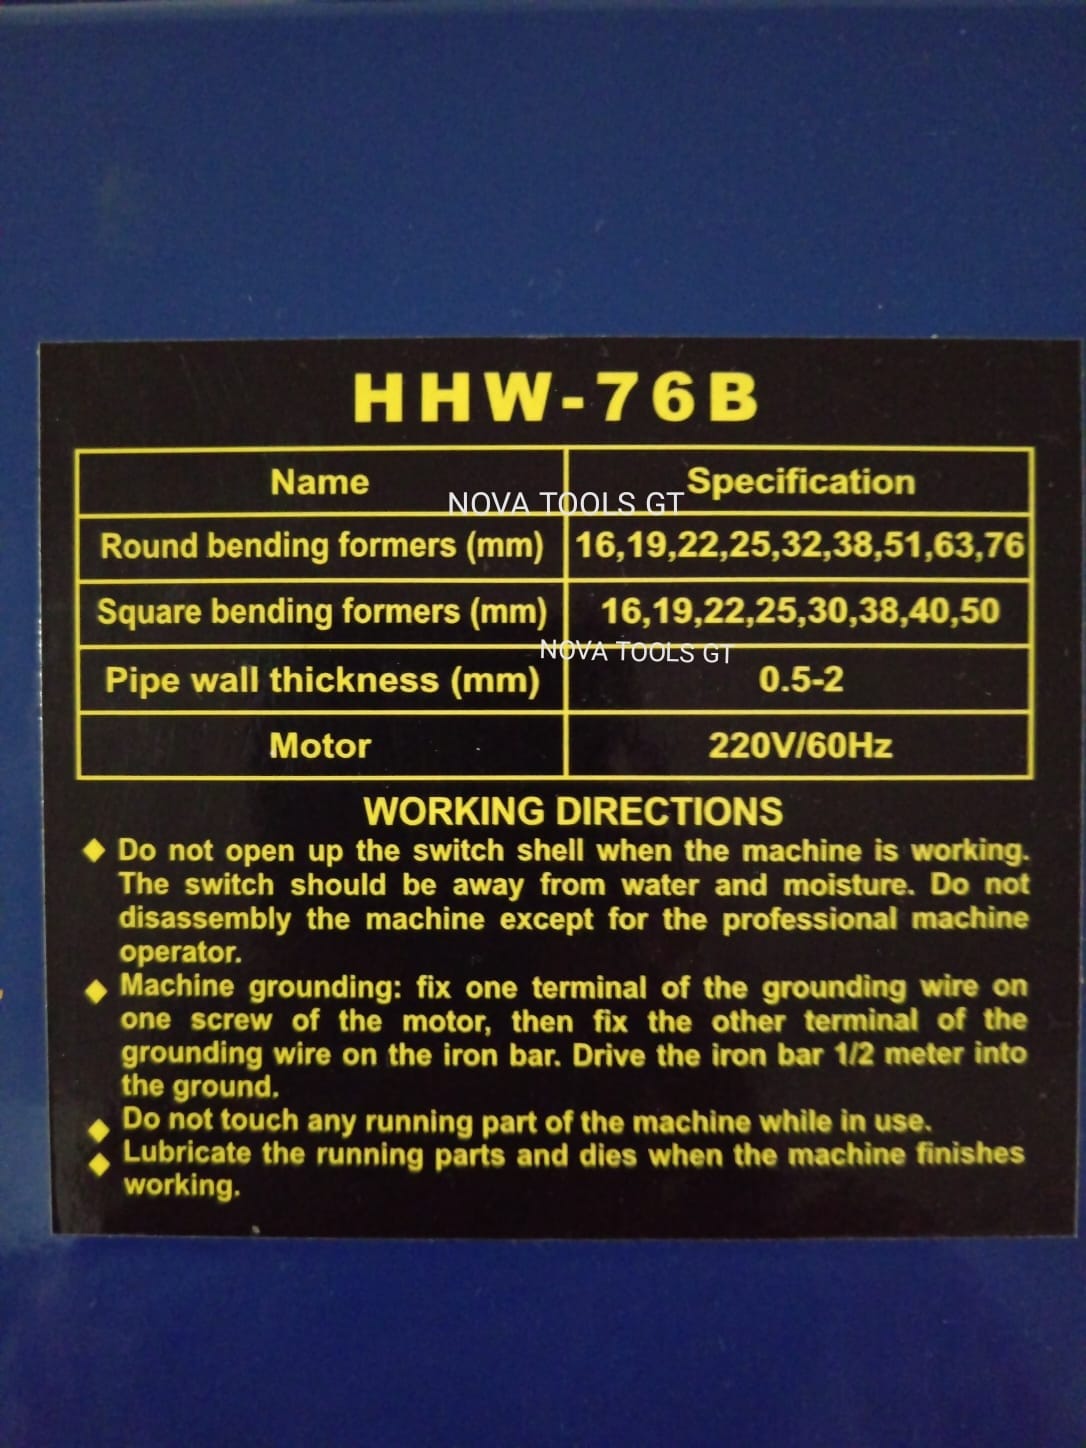 HHW-76B
Name Specification
NOVA TOOLS GT
Round bending formers (mm) 16,19,22,25,32,38,51,63,76
Square bending formers (mm) 16,19,22,25,30,38,40,50
NOVA TOOLS GT
Pipe wall thickness (mm) 0.5-2
Motor 220V/60Hz
WORKING DIRECTIONS
◆ Do not open up the switch shell when the machine is working.
The switch should be away from water and moisture. Do not
disassembly the machine except for the professional machine
operator.
◆ Machine grounding: fix one terminal of the grounding wire on
one screw of the motor, then fix the other terminal of the
grounding wire on the iron bar. Drive the iron bar 1/2 meter into
the ground.
◆ Do not touch any running part of the machine while in use.
◆ Lubricate the running parts and dies when the machine finishes
working.